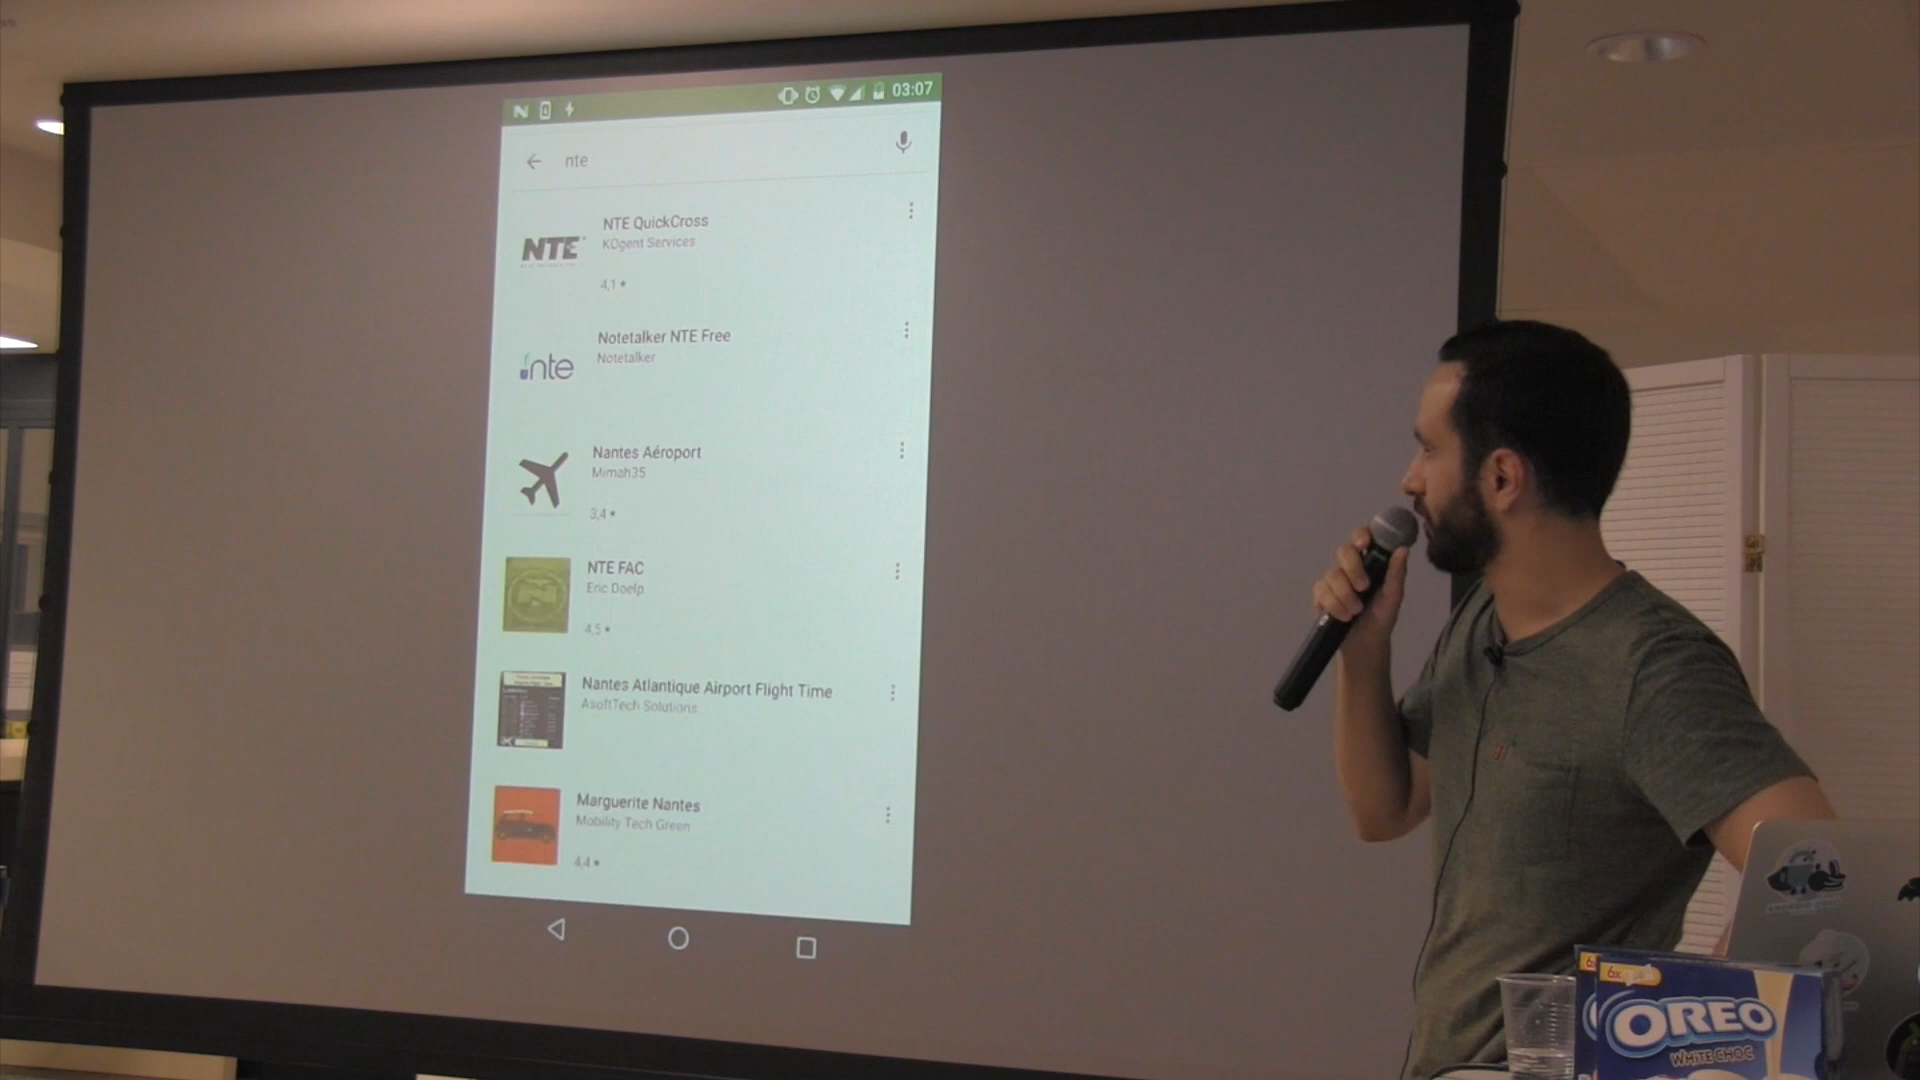 03:07
nte
NTE QuickCross
NTE
KOgent Services
4,1
Notetalker NTE Free
nte
Notetalker
Nantes Aéroport
Mimah35
3,4
NTE FAC
Eric Doelp
4,5
Nantes Atlantique Airport Flight Time
AsoftTech Solutions
Marguerite Nantes
Mobility Tech Green
4,4
6x
OREO
WHITE CHOC